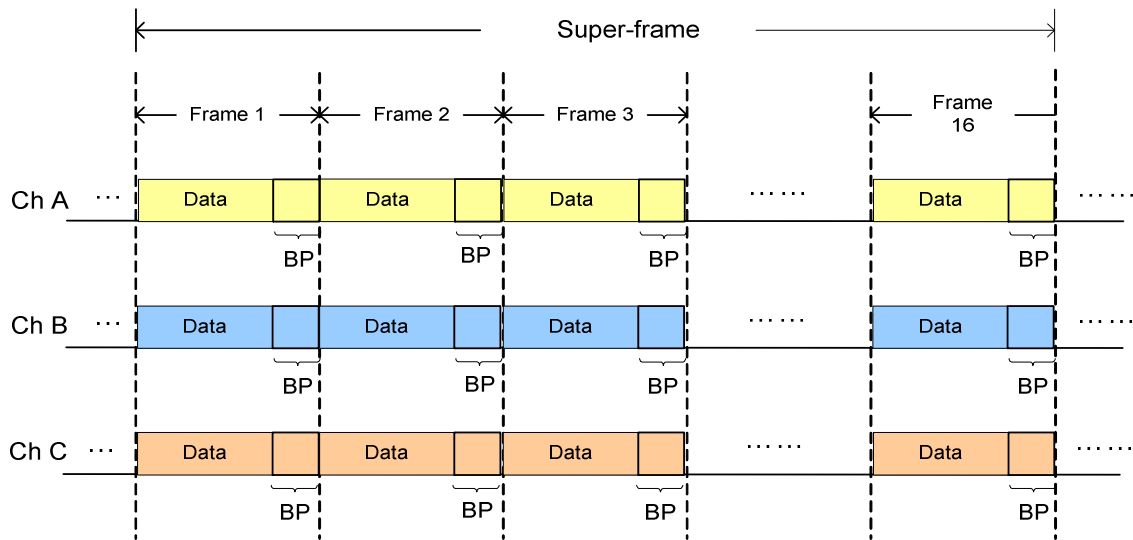 Super-frame
Frame 1 Frame 2 Frame 3 Frame
16
Ch A ... Data Data Data ... ... Data ... ...
BP BP BP BP
Ch B ... Data Data Data ... ... Data ... ...
BP BP BP BP
Ch C ... Data Data Data ... ... Data ... ...
BP BP BP BP